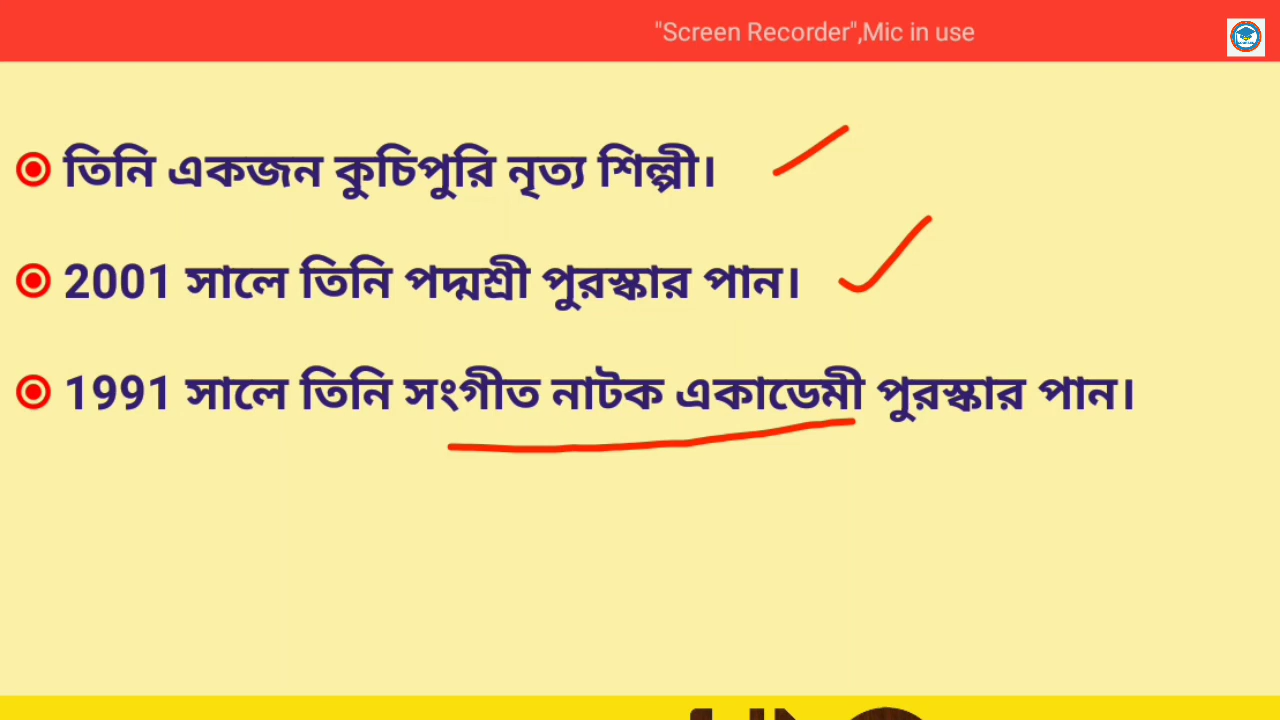 "Screen Recorder",Mic in use
তিনি একজন কুচিপুরি নৃত্য শিল্পী।
2001 সালে তিনি পদ্মশ্রী পুরস্কার পান।
1991 সালে তিনি সংগীত নাটক একাডেমী পুরস্কার পান।